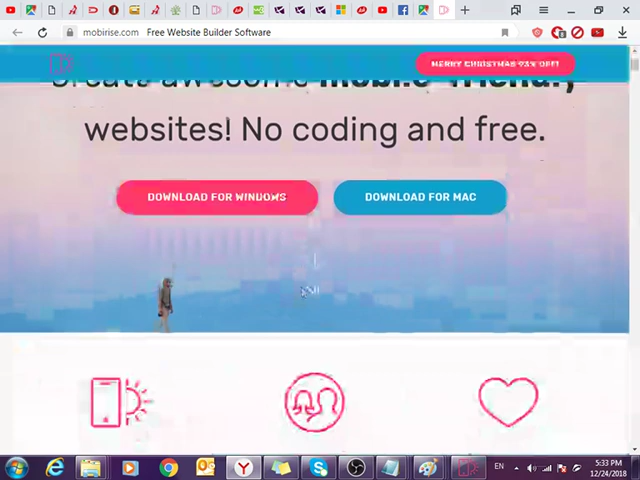 mobirise.com Free Website Builder Software
MERRY CHRISTMAS 93% OFF!
Create awesome mobile-friendly
websites! No coding and free.
DOWNLOAD FOR WINDOWS
DOWNLOAD FOR MAC
EN
5:33 PM
12/24/2018